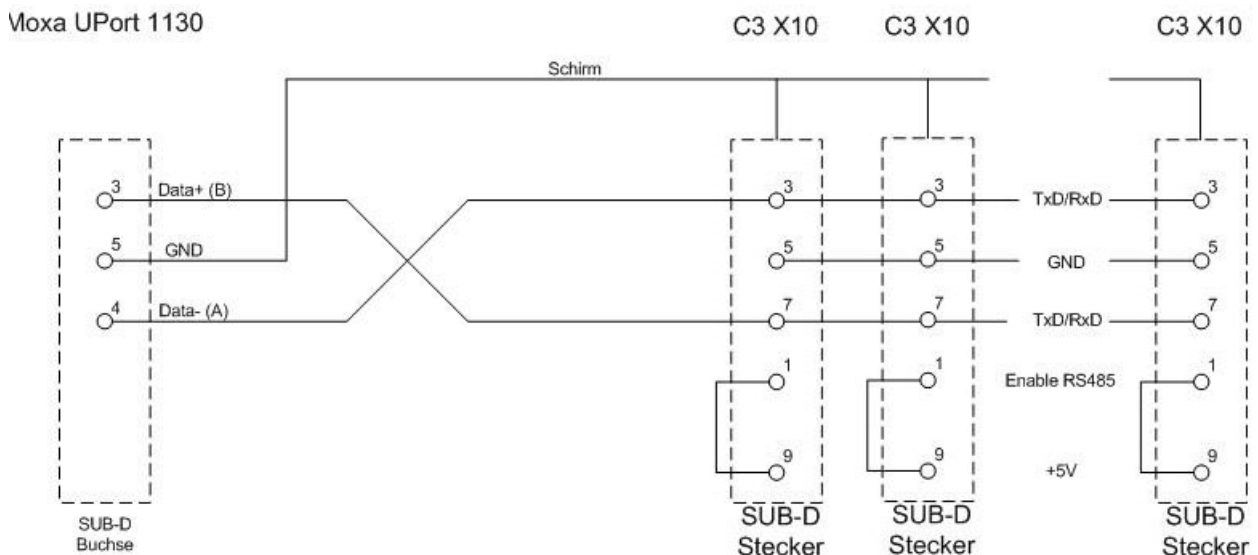 Moxa UPort 1130
C3 X10
C3 X10
C3 X10
Schirm
3
Data+ (B)
3
3
TxD/RxD
3
5
GND
5
5
GND
5
4
Data- (A)
7
7
TxD/RxD
7
1
1
Enable RS485
1
9
9
+5V
9
SUB-D
Buchse
SUB-D
Stecker
SUB-D
Stecker
SUB-D
Stecker